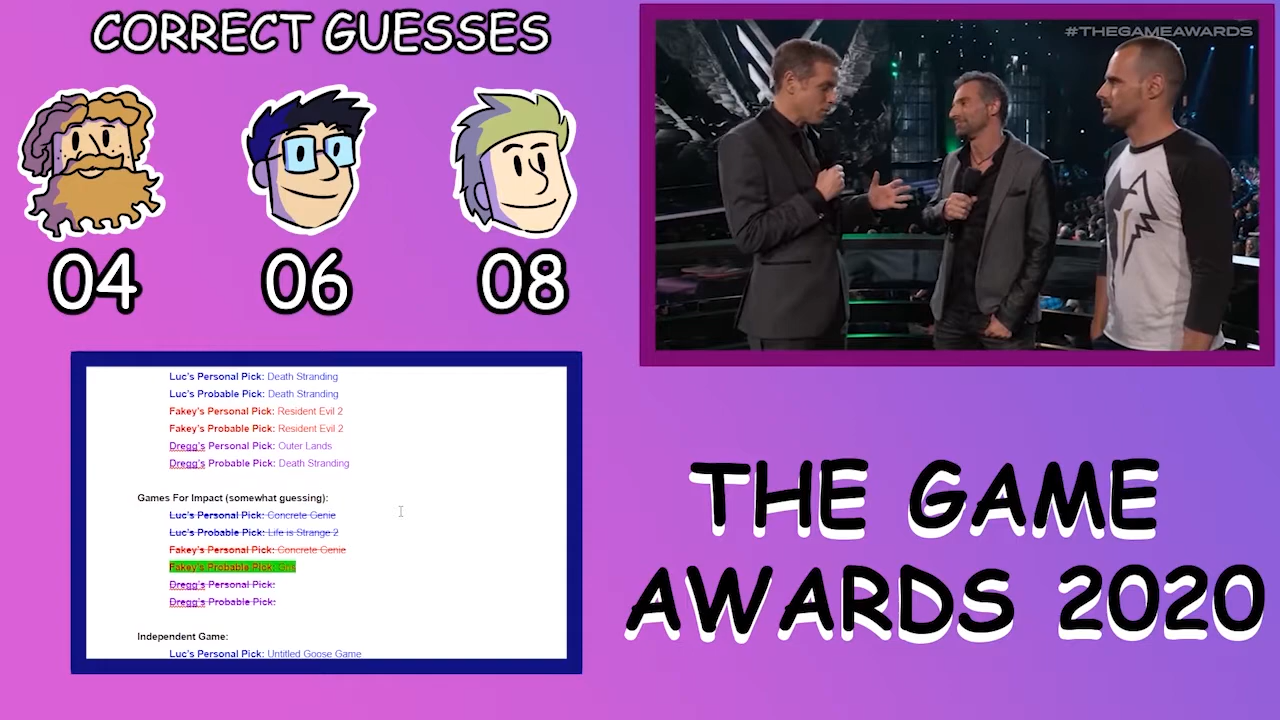 CORRECT GUESSES
04 06 08
#THEGAMEAWARDS
Luc's Personal Pick: Death Stranding
Luc's Probable Pick: Death Stranding
Fakey's Personal Pick: Resident Evil 2
Fakey's Probable Pick: Resident Evil 2
Dregg's Personal Pick: Outer Lands
Dregg's Probable Pick: Death Stranding
Games For Impact (somewhat guessing):
Luc's Personal Pick: Concrete Genie
Luc's Probable Pick: Life is Strange 2
Fakey's Personal Pick: Concrete Genie
Fakey's Probable Pick:
Dregg's Personal Pick:
Dregg's Probable Pick:
Independent Game:
Luc's Personal Pick: Untitled Goose Game
THE GAME
AWARDS 2020